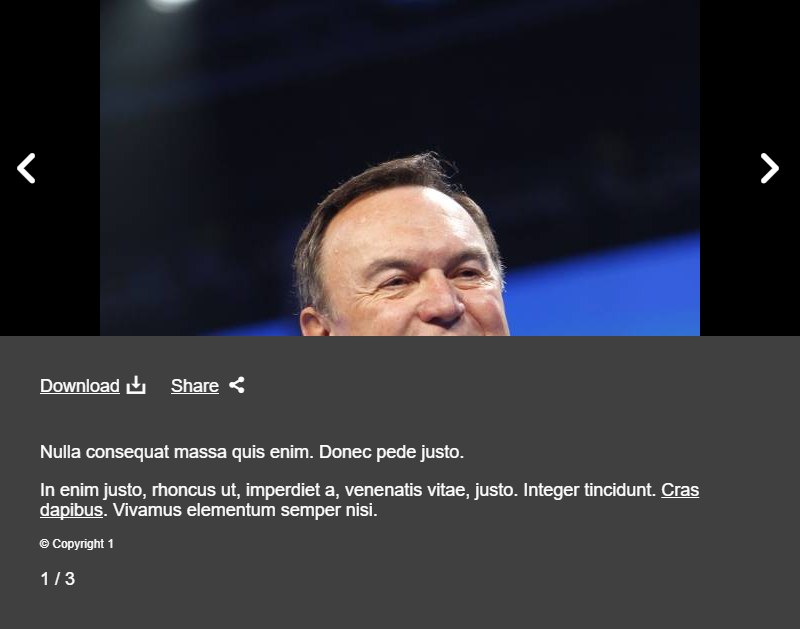 Download Share
Nulla consequat massa quis enim. Donec pede justo.
In enim justo, rhoncus ut, imperdiet a, venenatis vitae, justo. Integer tincidunt. Cras
dapibus. Vivamus elementum semper nisi.
© Copyright 1
1 / 3